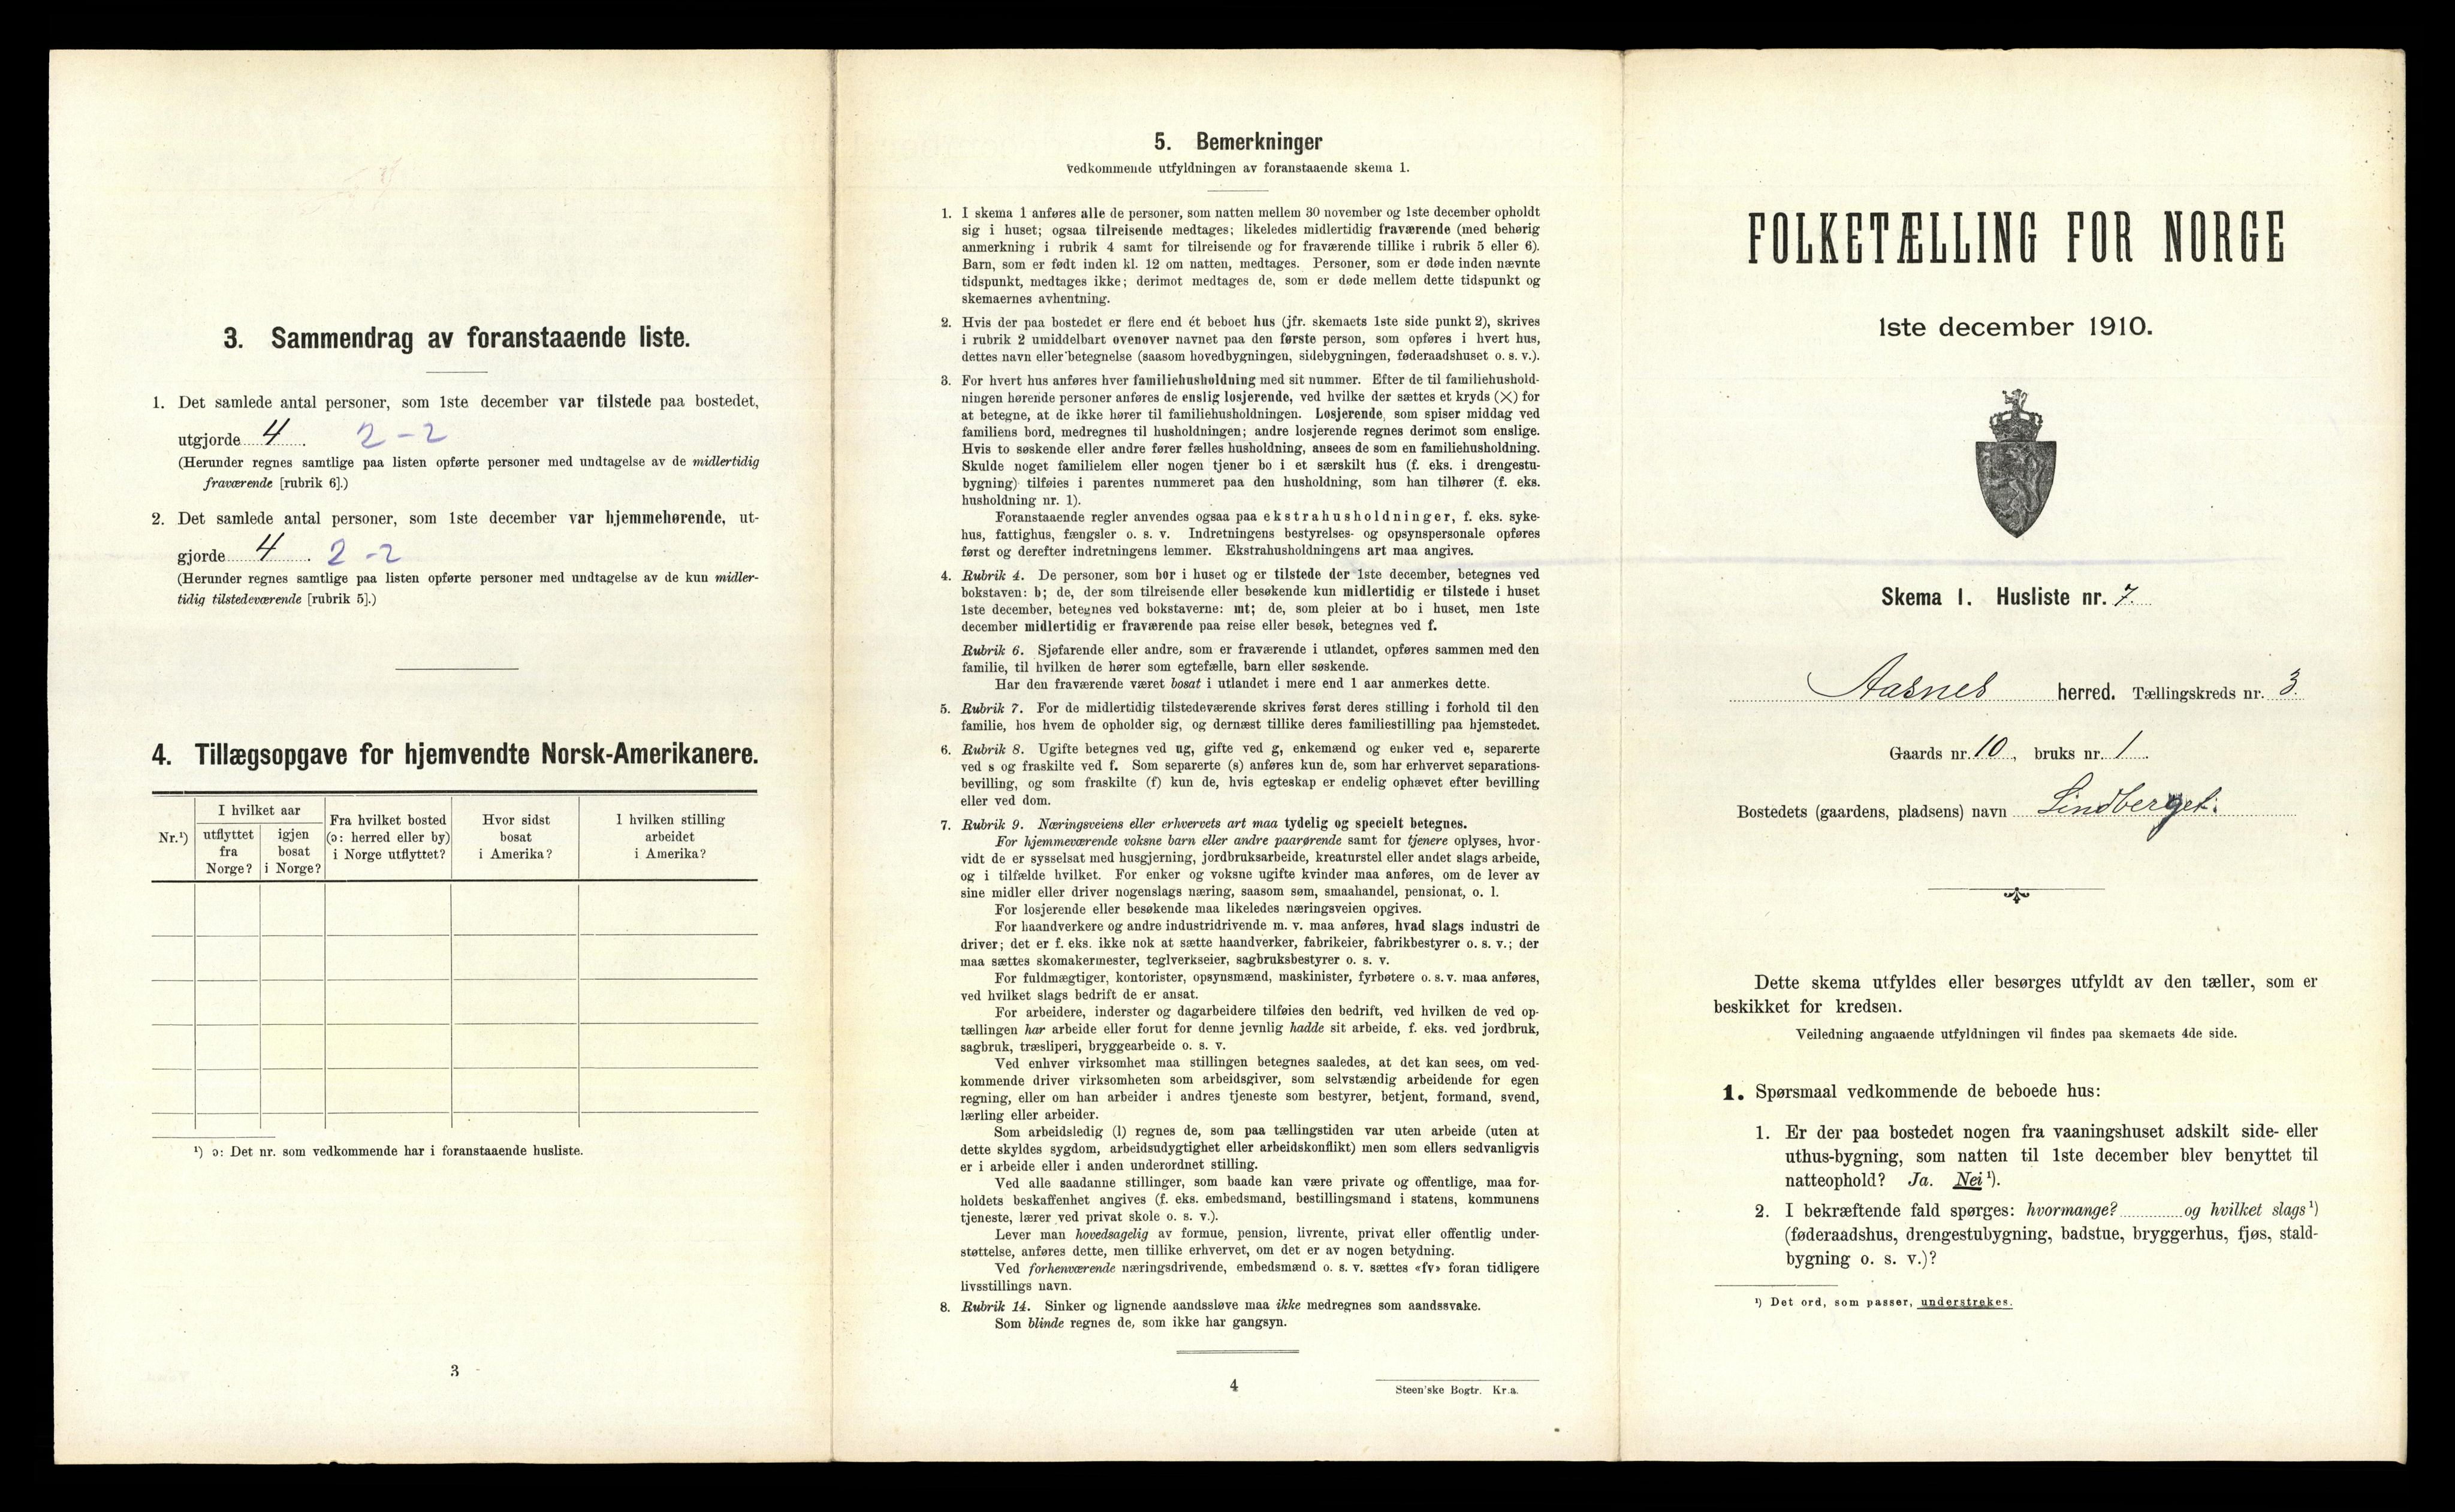 3. Sammendrag av foranstaaende liste.
1. Det samlede antal personer, som 1ste december var tilstede paa bostedet,
utgjorde 4. 2 - 2
(Herunder regnes samtlige paa listen opførte personer med undtagelse av de midlertidig
fraværende [rubrik 6].)
2. Det samlede antal personer, som 1ste december var hjemmehørende, ut-
gjorde 4. 2 - 2
(Herunder regnes samtlige paa listen opførte personer med undtagelse av de kun midler-
tidig tilstedeværende [rubrik 5].)
4. Tillægsopgave for hjemvendte Norsk-Amerikanere.
Nr.¹)
I hvilket aar
utflyttet
fra
Norge?
igjen
bosat
i Norge?
Fra hvilket bosted
(ɔ: herred eller by)
i Norge utflyttet?
Hvor sidst
bosat
i Amerika?
I hvilken stilling
arbeidet
i Amerika?
¹) ɔ: Det nr. som vedkommende har i foranstaaende husliste.
3
5. Bemerkninger
vedkommende utfyldningen av foranstaaende skema 1.
1. I skema 1 anføres alle de personer, som natten mellem 30 november og 1ste december opholdt
sig i huset; ogsaa tilreisende medtages; likeledes midlertidig fraværende (med behørig
anmerkning i rubrik 4 samt for tilreisende og for fraværende tillike i rubrik 5 eller 6).
Barn, som er født inden kl. 12 om natten, medtages. Personer, som er døde inden nævnte
tidspunkt, medtages ikke; derimot medtages de, som er døde mellem dette tidspunkt og
skemaernes avhentning.
2. Hvis der paa bostedet er flere end ét beboet hus (jfr. skemaets 1ste side punkt 2), skrives
i rubrik 2 umiddelbart ovenover navnet paa den første person, som opføres i hvert hus,
dettes navn eller betegnelse (saasom hovedbygningen, sidebygningen, føderaadshuset o. s. v.).
3. For hvert hus anføres hver familiehusholdning med sit nummer. Efter de til familiehushold-
ningen hørende personer anføres de enslig losjerende, ved hvilke der sættes et kryds (×) for
at betegne, at de ikke hører til familiehusholdningen. Losjerende, som spiser middag ved
familiens bord, medregnes til husholdningen; andre losjerende regnes derimot som enslige.
Hvis to søskende eller andre fører fælles husholdning, ansees de som en familiehusholdning.
Skulde noget familielem eller nogen tjener bo i et særskilt hus (f. eks. i drengestu-
bygning) tilføies i parentes nummeret paa den husholdning, som han tilhører (f. eks.
husholdning nr. 1).
Foranstaaende regler anvendes ogsaa paa ekstrahusholdninger, f. eks. syke-
hus, fattighus, fængsler o. s. v. Indretningens bestyrelses- og opsynspersonale opføres
først og derefter indretningens lemmer. Ekstrahusholdningens art maa angives.
4. Rubrik 4. De personer, som bor i huset og er tilstede der 1ste december, betegnes ved
bokstaven: b; de, der som tilreisende eller besøkende kun midlertidig er tilstede i huset
1ste december, betegnes ved bokstaverne: mt; de, som pleier at bo i huset, men 1ste
december midlertidig er fraværende paa reise eller besøk, betegnes ved f.
Rubrik 6. Sjøfarende eller andre, som er fraværende i utlandet, opføres sammen med den
familie, til hvilken de hører som egtefælle, barn eller søskende.
Har den fraværende været bosat i utlandet i mere end 1 aar anmerkes dette.
5. Rubrik 7. For de midlertidig tilstedeværende skrives først deres stilling i forhold til den
familie, hos hvem de opholder sig, og dernæst tillike deres familiestilling paa hjemstedet.
6. Rubrik 8. Ugifte betegnes ved ug, gifte ved g, enkemænd og enker ved e, separerte
ved s og fraskilte ved f. Som separerte (s) anføres kun de, som har erhvervet separations-
bevilling, og som fraskilte (f) kun de, hvis egteskap er endelig ophævet efter bevilling
eller ved dom.
7. Rubrik 9. Næringsveiens eller erhvervets art maa tydelig og specielt betegnes.
For hjemmeværende voksne barn eller andre paarørende samt for tjenere oplyses, hvor-
vidt de er sysselsat med husgjerning, jordbruksarbeide, kreaturstel eller andet slags arbeide,
og i tilfælde hvilket. For enker og voksne ugifte kvinder maa anføres, om de lever av
sine midler eller driver nogenslags næring, saasom søm, smaahandel, pensionat, o. l.
For losjerende eller besøkende maa likeledes næringsveien opgives.
For haandverkere og andre industridrivende m. v. maa anføres, hvad slags industri de
driver; det er f. eks. ikke nok at sætte haandverker, fabrikeier, fabrikbestyrer o. s. v.; der
maa sættes skomakermester, teglverkseier, sagbruksbestyrer o. s. v.
For fuldmægtiger, kontorister, opsynsmænd, maskinister, fyrbøtere o. s. v. maa anføres,
ved hvilket slags bedrift de er ansat.
For arbeidere, inderster og dagarbeidere tilføies den bedrift, ved hvilken de ved op-
tællingen har arbeide eller forut for denne jevnlig hadde sit arbeide, f. eks. ved jordbruk,
sagbruk, træsliperi, bryggearbeide o. s. v.
Ved enhver virksomhet maa stillingen betegnes saaledes, at det kan sees, om ved-
kommende driver virksomheten som arbeidsgiver, som selvstændig arbeidende for egen
regning, eller om han arbeider i andres tjeneste som bestyrer, betjent, formand, svend,
lærling eller arbeider.
Som arbeidsledig (l) regnes de, som paa tællingstiden var uten arbeide (uten at
dette skyldes sygdom, arbeidsudygtighet eller arbeidskonflikt) men som ellers sedvanligvis
er i arbeide eller i anden underordnet stilling.
Ved alle saadanne stillinger, som baade kan være private og offentlige, maa for-
holdets beskaffenhet angives (f. eks. embedsmand, bestillingsmand i statens, kommunens
tjeneste, lærer ved privat skole o. s. v.).
Lever man hovedsagelig av formue, pension, livrente, privat eller offentlig under-
støttelse, anføres dette, men tillike erhvervet, om det er av nogen betydning.
Ved forhenværende næringsdrivende, embedsmænd o. s. v. sættes «fv» foran tidligere
livsstillings navn.
8. Rubrik 14. Sinker og lignende aandssløve maa ikke medregnes som aandssvake.
Som blinde regnes de, som ikke har gangsyn.
4
Steen'ske Bogtr. Kr.a.
FOLKETÆLLING FOR NORGE
1ste december 1910.
Skema 1. Husliste nr. 7.
Aasnes herred. Tællingskreds nr. 3.
Gaards nr. 10, bruks nr. 1.
Bostedets (gaardens, pladsens) navn Lindberget.
Dette skema utfyldes eller besørges utfyldt av den tæller, som er
beskikket for kredsen.
Veiledning angaaende utfyldningen vil findes paa skemaets 4de side.
1. Spørsmaal vedkommende de beboede hus:
1. Er der paa bostedet nogen fra vaaningshuset adskilt side- eller
uthus-bygning, som natten til 1ste december blev benyttet til
natteophold? Ja. Nei ¹).
2. I bekræftende fald spørges: hvormange? og hvilket slags ¹)
(føderaadshus, drengestubygning, badstue, bryggerhus, fjøs, stald-
bygning o. s. v.)?
¹) Det ord, som passer, understrekes.